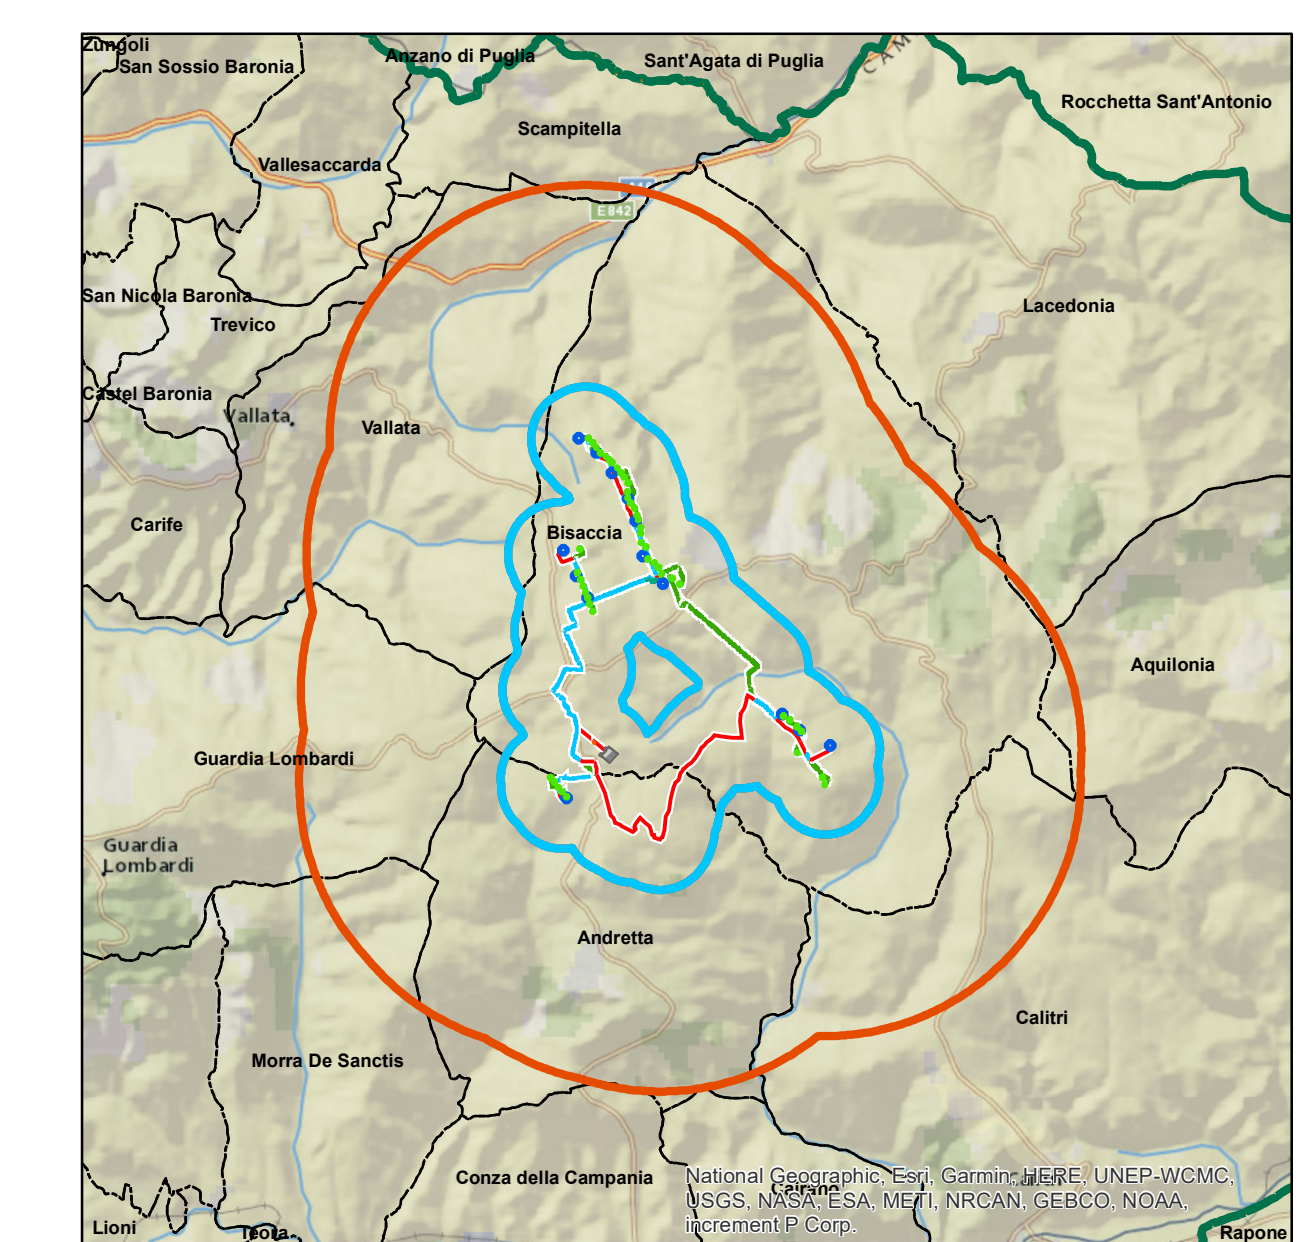 Zungoli
San Sossio Baronia
Anzano di Puglia
Sant'Agata di Puglia
CAM
Rocchetta Sant'Antonio
Scampitella
Vallesaccarda
E842
San Nicola Baronia
Trevico
Lacedonia
Castel Baronia
Vallata
Vallata
Carife
Bisaccia
Aquilonia
Guardia Lombardi
Guardia
Lombardi
Andretta
Calitri
Morra De Sanctis
Conza della Campania
Cairano
National Geographic, Esri, Garmin, HERE, UNEP-WCMC,
USGS, NASA, ESA, METI, NRCAN, GEBCO, NOAA,
increment P Corp.
Lioni
Teora
Rapone